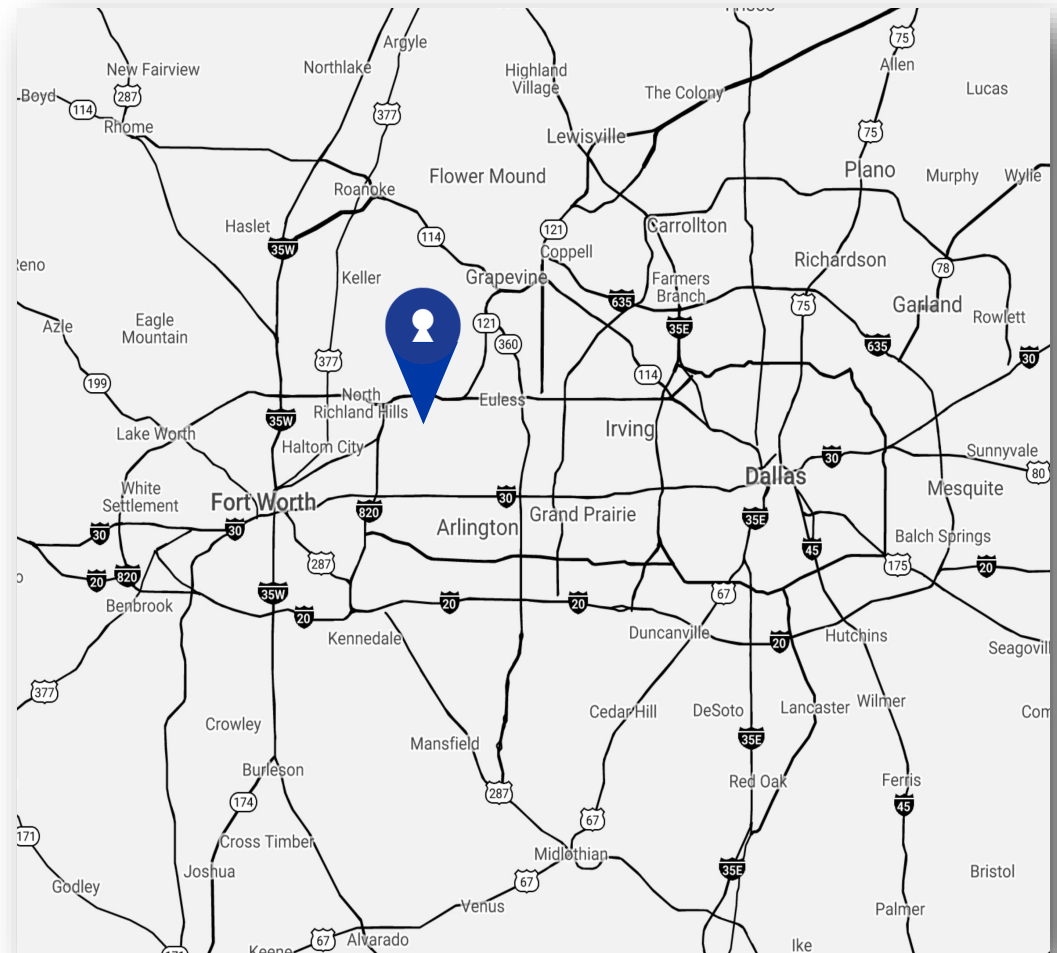 Frisco
75
Argyle
New Fairview
Northlake
Highland
Village
Allen
Boyd
287
The Colony
Lucas
114
377
75
Rhome
Lewisville
Plano
Flower Mound
Murphy
Wylie
Roanoke
Haslet
114
121
Carrollton
35W
Coppell
Richardson
78
Keller
Grapevine
Farmers
Branch
635
75
Garland
Rowlett
Azle
Eagle
Mountain
121
360
35E
635
30
377
199
114
North
Richland Hills
Euless
35W
Lake Worth
Haltom City
Irving
30
Sunnyvale
80
Dallas
White
Settlement
Fort Worth
30
Mesquite
820
Arlington
Grand Prairie
35E
30
30
45
Balch Springs
287
175
20
20
820
35W
67
Benbrook
20
20
20
Kennedale
Duncanville
20
Hutchins
Seagovil
377
Crowley
Cedar Hill
DeSoto
Lancaster
Wilmer
Com
Mansfield
35E
Burleson
Red Oak
Ferris
174
287
45
67
171
Cross Timber
Midlothian
Joshua
35E
Bristol
Godley
67
Venus
Palmer
67
Alvarado
Ike
Keene
171